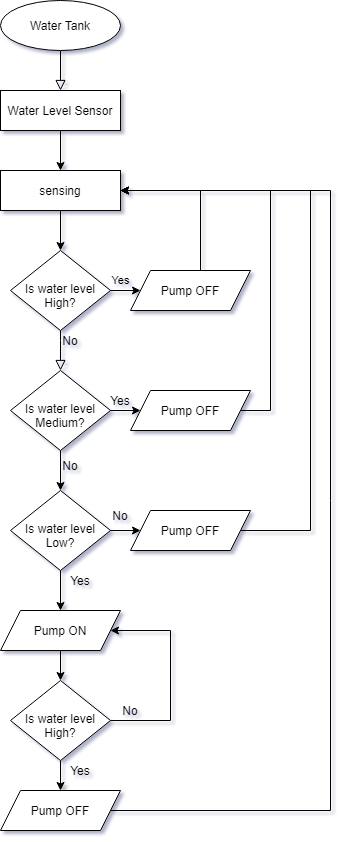 Water Tank
Water Level Sensor
sensing
Is water level
High?
Yes
Pump OFF
No
Is water level
Medium?
Yes
Pump OFF
No
Is water level
Low?
No
Pump OFF
Yes
Pump ON
Is water level
High?
No
Yes
Pump OFF